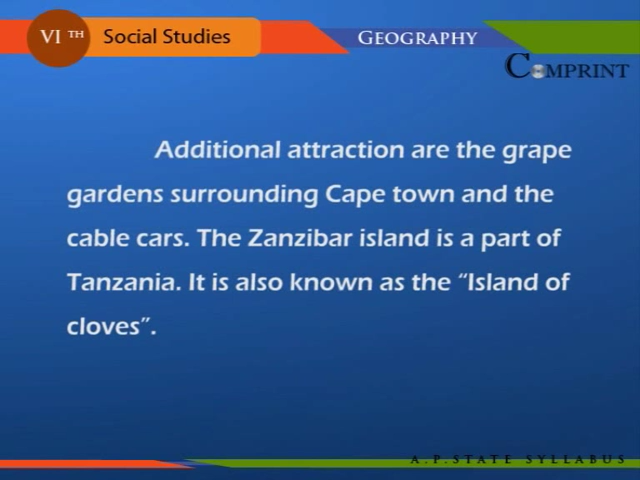 VI TH Social Studies
GEOGRAPHY
COMPRINT
Additional attraction are the grape
gardens surrounding Cape town and the
cable cars. The Zanzibar island is a part of
Tanzania. It is also known as the “Island of
cloves”.
A.P.STATE SYLLABUS